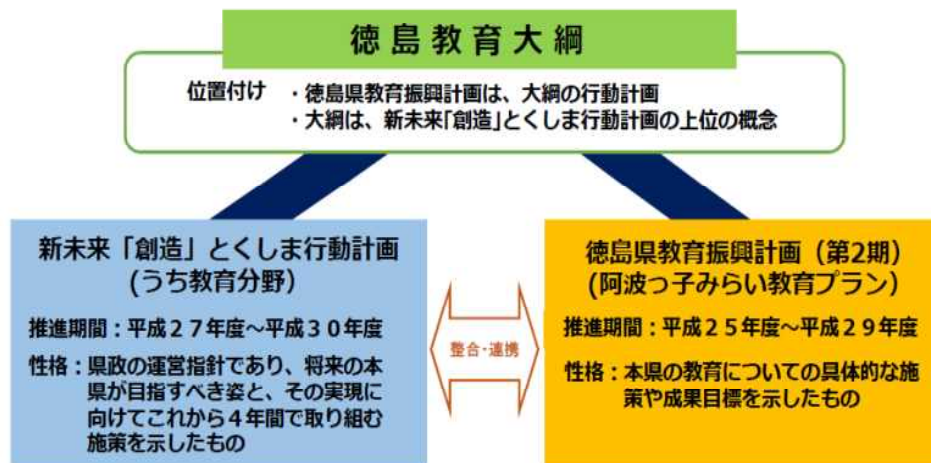 徳島教育大綱
位置付け ・徳島県教育振興計画は、大綱の行動計画
・大綱は、新未来「創造」とくしま行動計画の上位の概念
新未来「創造」とくしま行動計画
(うち教育分野)
推進期間：平成２７年度～平成３０年度
性格：県政の運営指針であり、将来の本
県が目指すべき姿と、その実現に
向けてこれから４年間で取り組む
施策を示したもの
整合・連携
徳島県教育振興計画（第2期）
(阿波っ子みらい教育プラン)
推進期間：平成２５年度～平成２９年度
性格：本県の教育についての具体的な施
策や成果目標を示したもの